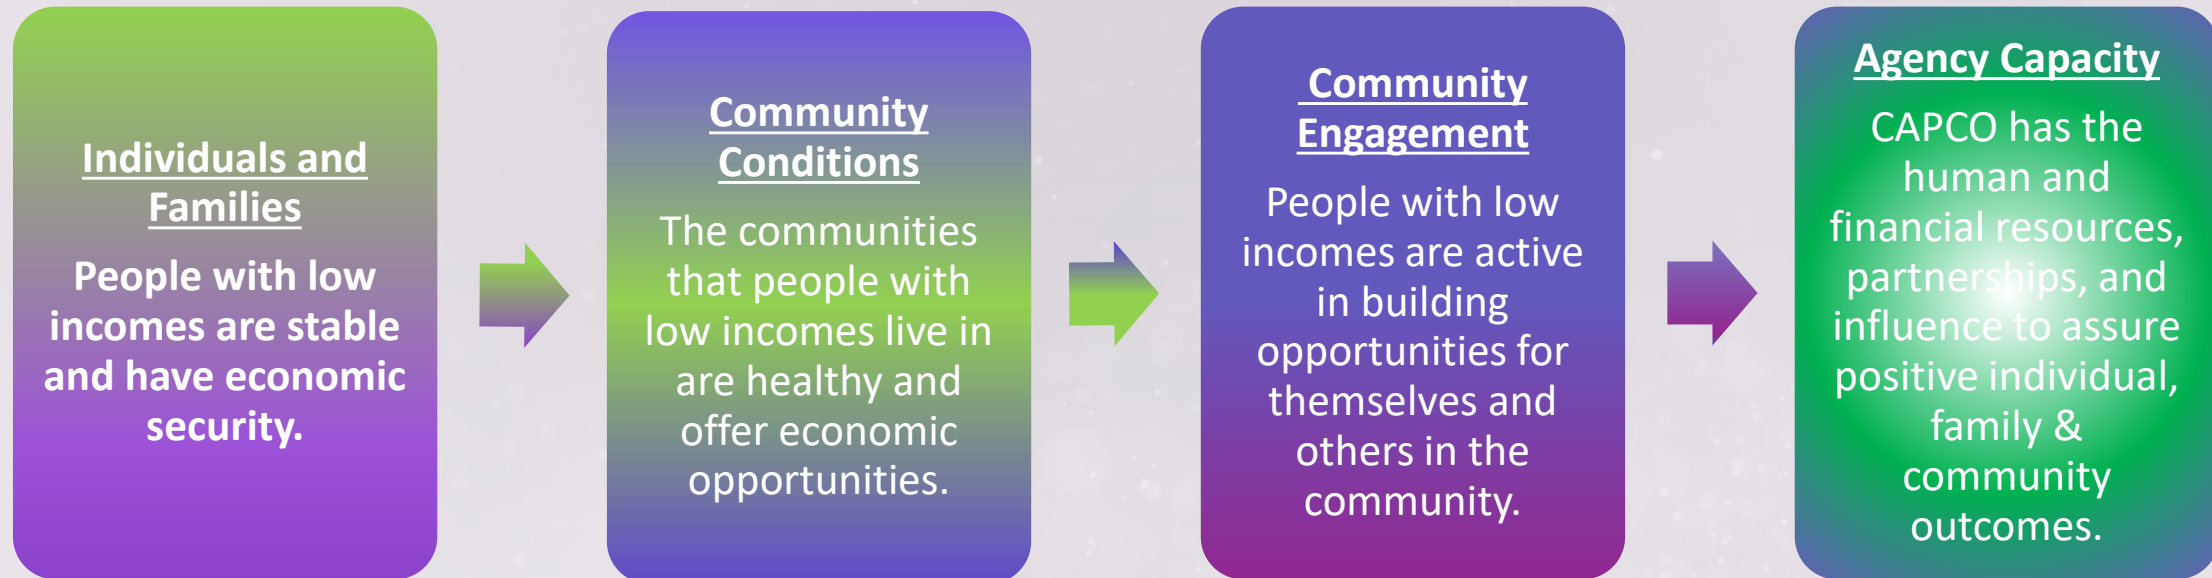 Individuals and
Families
People with low
incomes are stable
and have economic
security.
Community
Conditions
The communities
that people with
low incomes live in
are healthy and
offer economic
opportunities.
Community
Engagement
People with low
incomes are active
in building
opportunities for
themselves and
others in the
community.
Agency Capacity
CAPCO has the
human and
financial resources,
partnerships, and
influence to assure
positive individual,
family &
community
outcomes.